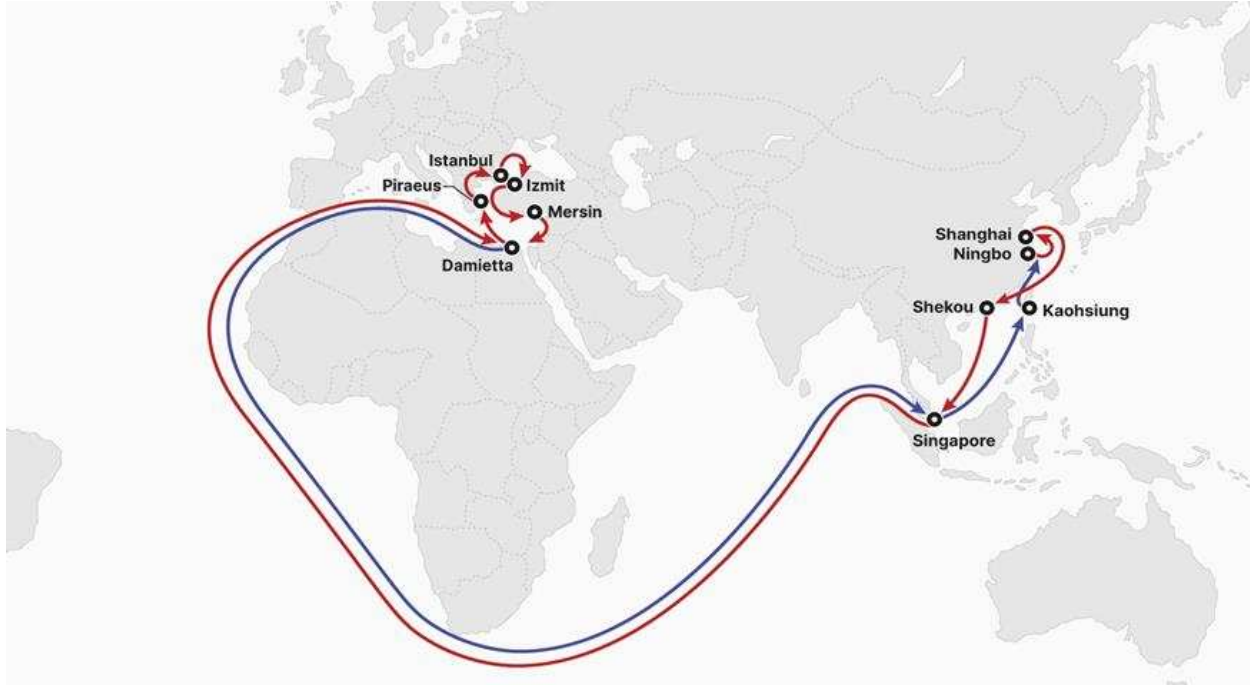 Istanbul
Piraeus
Izmit
Mersin
Damietta
Shanghai
Ningbo
Shekou
Kaohsiung
Singapore